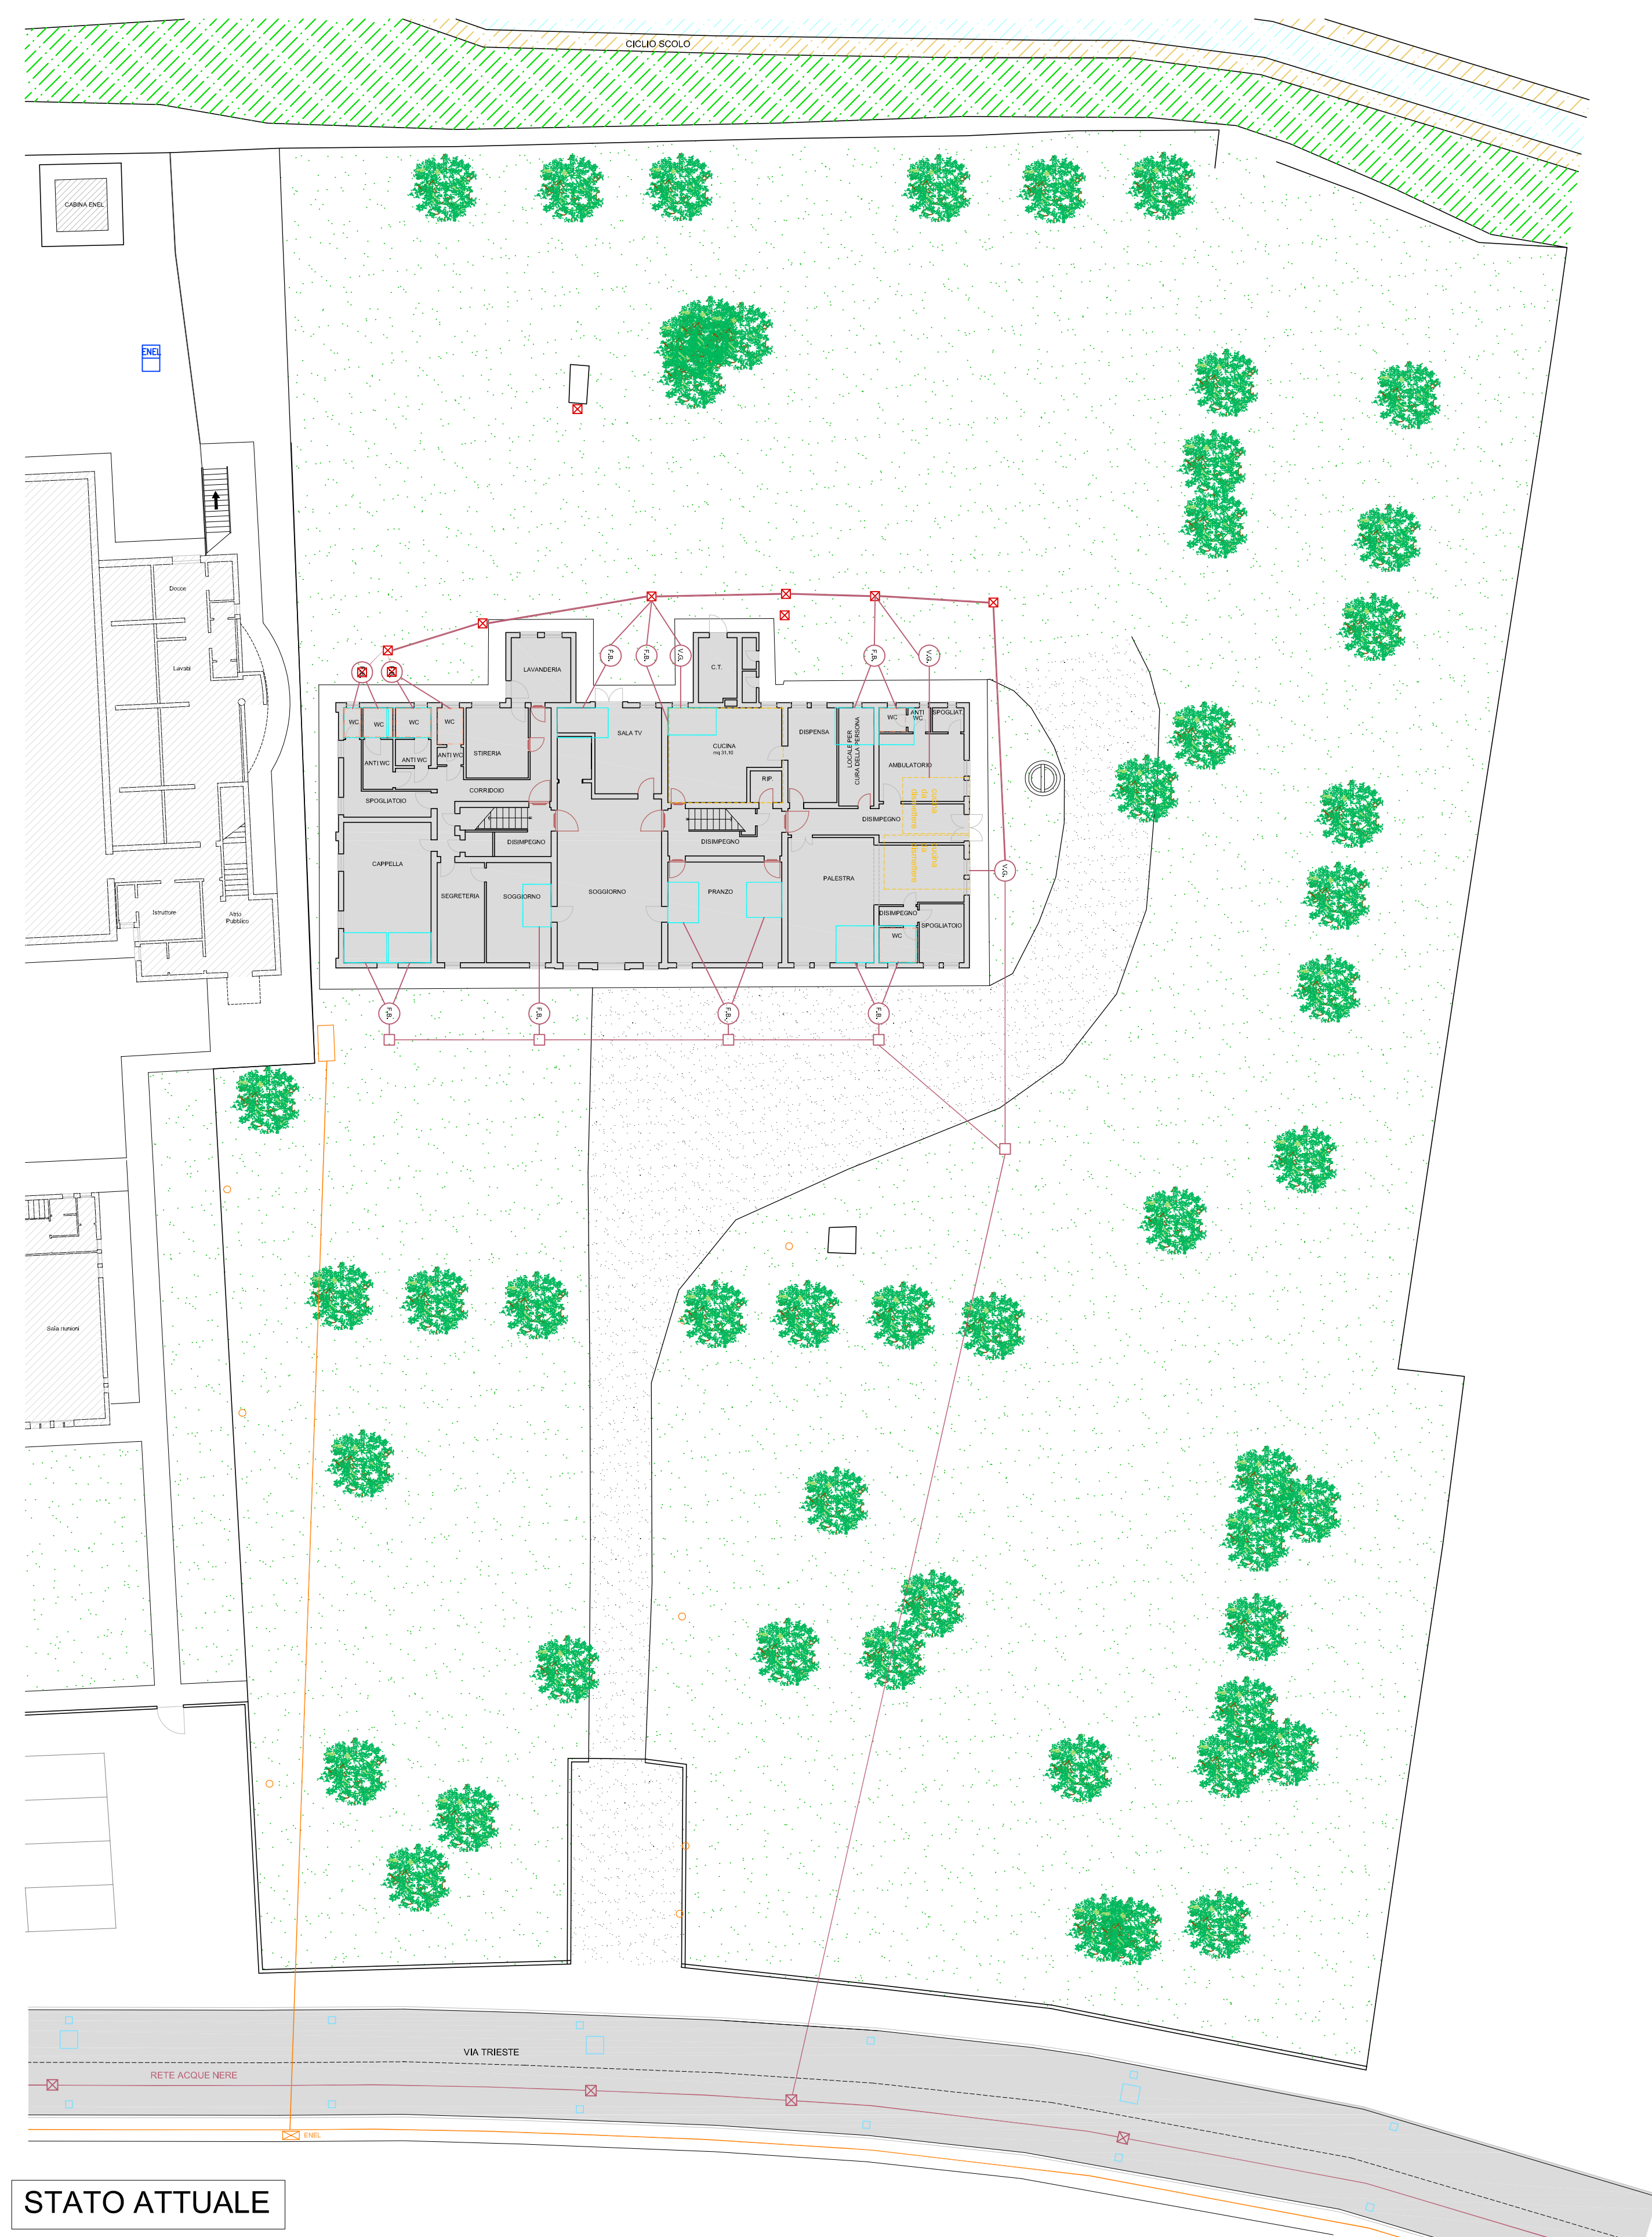 CICLIO SCOLO
CABINA ENEL
ENEL
Docce
Lavabi
Istruttore
Atrio
Pubblico
Sala riunioni
LAVANDERIA
F.B.
F.B.
V.G.
C.T.
F.B.
V.G.
WC
WC
WC
WC
ANTI WC
ANTI WC
ANTI WC
STIRERIA
SALA TV
CUCINA
mq 31,10
RIP.
DISPENSA
LOCALE PER
CURA DELLA PERSONA
WC
ANTI
WC
SPOGLIAT.
AMBULATORIO
SPOGLIATOIO
CORRIDOIO
DISIMPEGNO
DISIMPEGNO
DISIMPEGNO
CAPPELLA
SEGRETERIA
SOGGIORNO
SOGGIORNO
PRANZO
PALESTRA
DISIMPEGNO
WC
SPOGLIATOIO
V.G.
F.B.
F.B.
F.B.
F.B.
VIA TRIESTE
RETE ACQUE NERE
ENEL
STATO ATTUALE